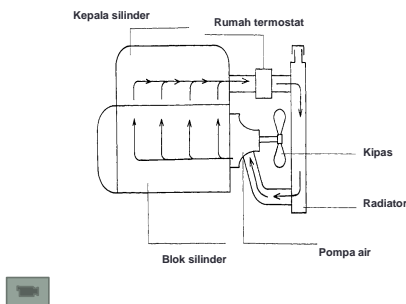 Kepala silinder
Rumah termostat
Kipas
Radiator
Pompa air
Blok silinder